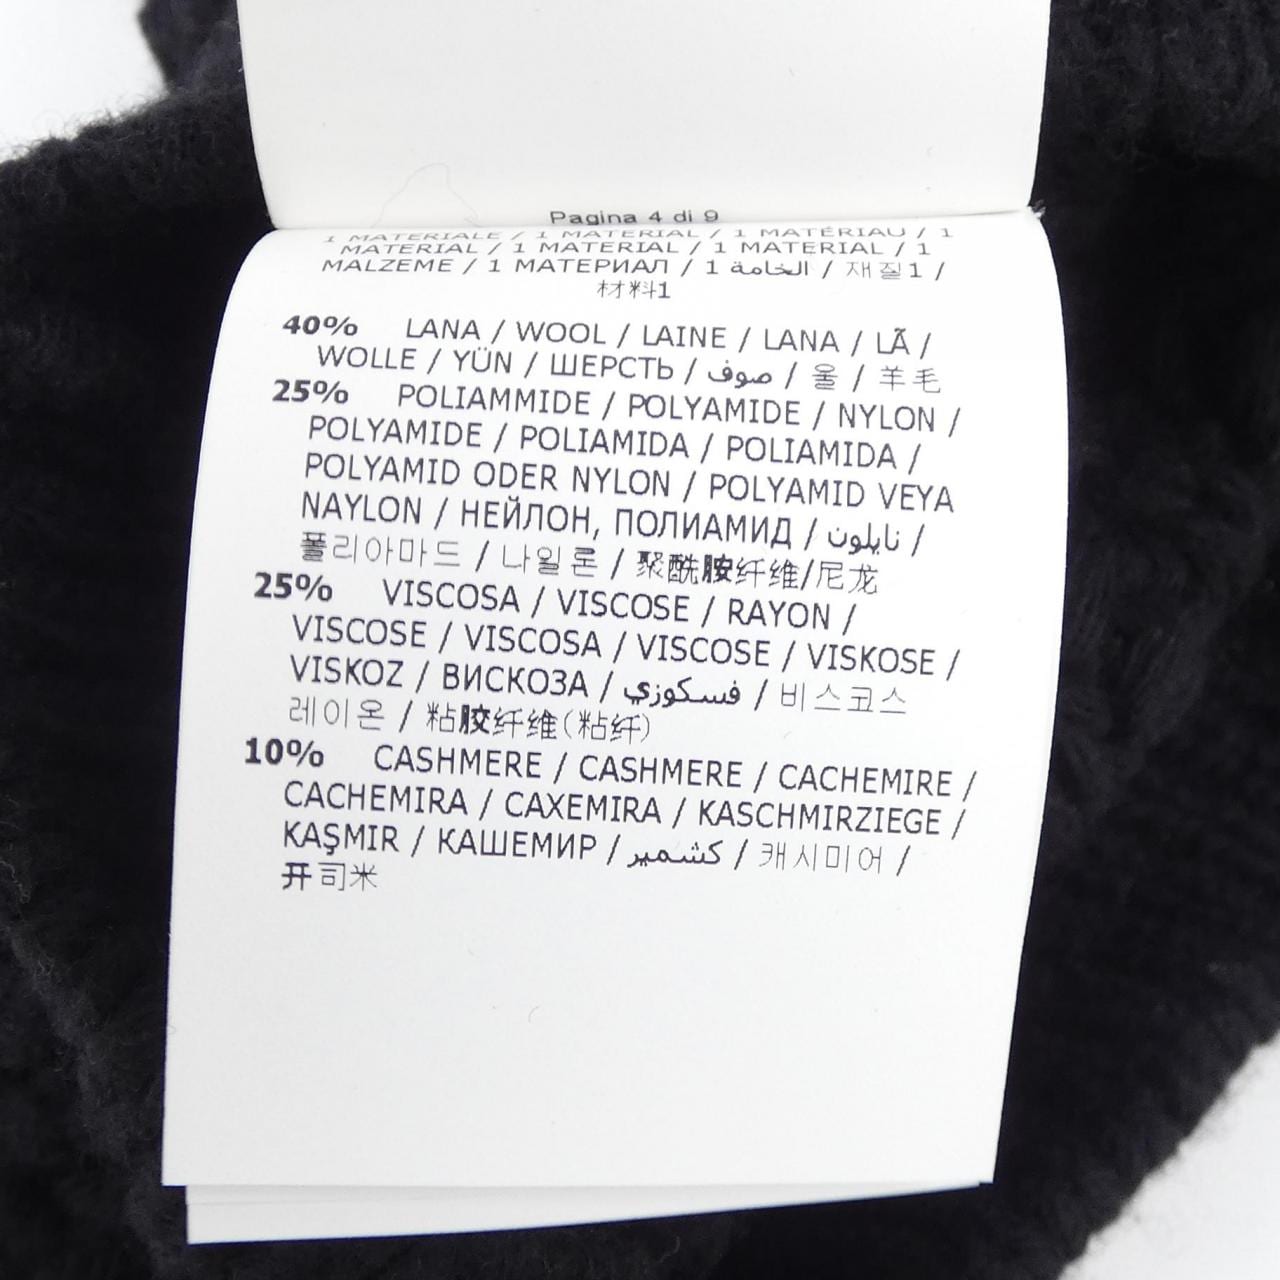 Pagina 4 di 9
1 MATERIALE / 1 MATERIAL / 1 MATÉRIAU / 1
MATERIAL / 1 MATERIAL / 1 MATERIAL / 1
MALZEME / 1 МАТЕРИАЛ / 1 الخامة / 재질1 /
材料1
40% LANA / WOOL / LAINE / LANA / LÃ /
WOLLE / YÜN / ШЕРСТЬ / صوف / 울 / 羊毛
25% POLIAMMIDE / POLYAMIDE / NYLON /
POLYAMIDE / POLIAMIDA / POLIAMIDA /
POLYAMID ODER NYLON / POLYAMID VEYA
NAYLON / НЕЙЛОН, ПОЛИАМИД / نايلون /
폴리아마드 / 나일론 / 聚酰胺纤维/尼龙
25% VISCOSA / VISCOSE / RAYON /
VISCOSE / VISCOSA / VISCOSE / VISKOSE /
VISKOZ / ВИСКОЗА / فسكوزي / 비스코스
레이온 / 粘胶纤维(粘纤)
10% CASHMERE / CASHMERE / CACHEMIRE /
CACHEMIRA / CAXEMIRA / KASCHMIRZIEGE /
KAŞMIR / КАШЕМИР / كشمير / 캐시미어 /
开司米